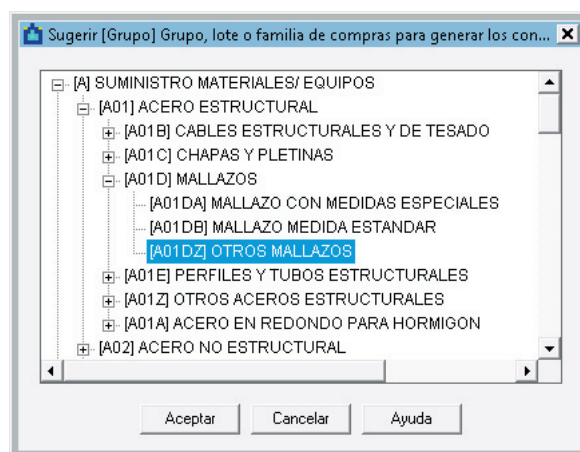 Sugerir [Grupo] Grupo, lote o familia de compras para generar los con...
[A] SUMINISTRO MATERIALES/ EQUIPOS
[A01] ACERO ESTRUCTURAL
[A01B] CABLES ESTRUCTURALES Y DE TESADO
[A01C] CHAPAS Y PLETINAS
[A01D] MALLAZOS
[A01DA] MALLAZO CON MEDIDAS ESPECIALES
[A01DB] MALLAZO MEDIDA ESTANDAR
[A01DZ] OTROS MALLAZOS
[A01E] PERFILES Y TUBOS ESTRUCTURALES
[A01Z] OTROS ACEROS ESTRUCTURALES
[A01A] ACERO EN REDONDO PARA HORMIGON
[A02] ACERO NO ESTRUCTURAL
Aceptar Cancelar Ayuda